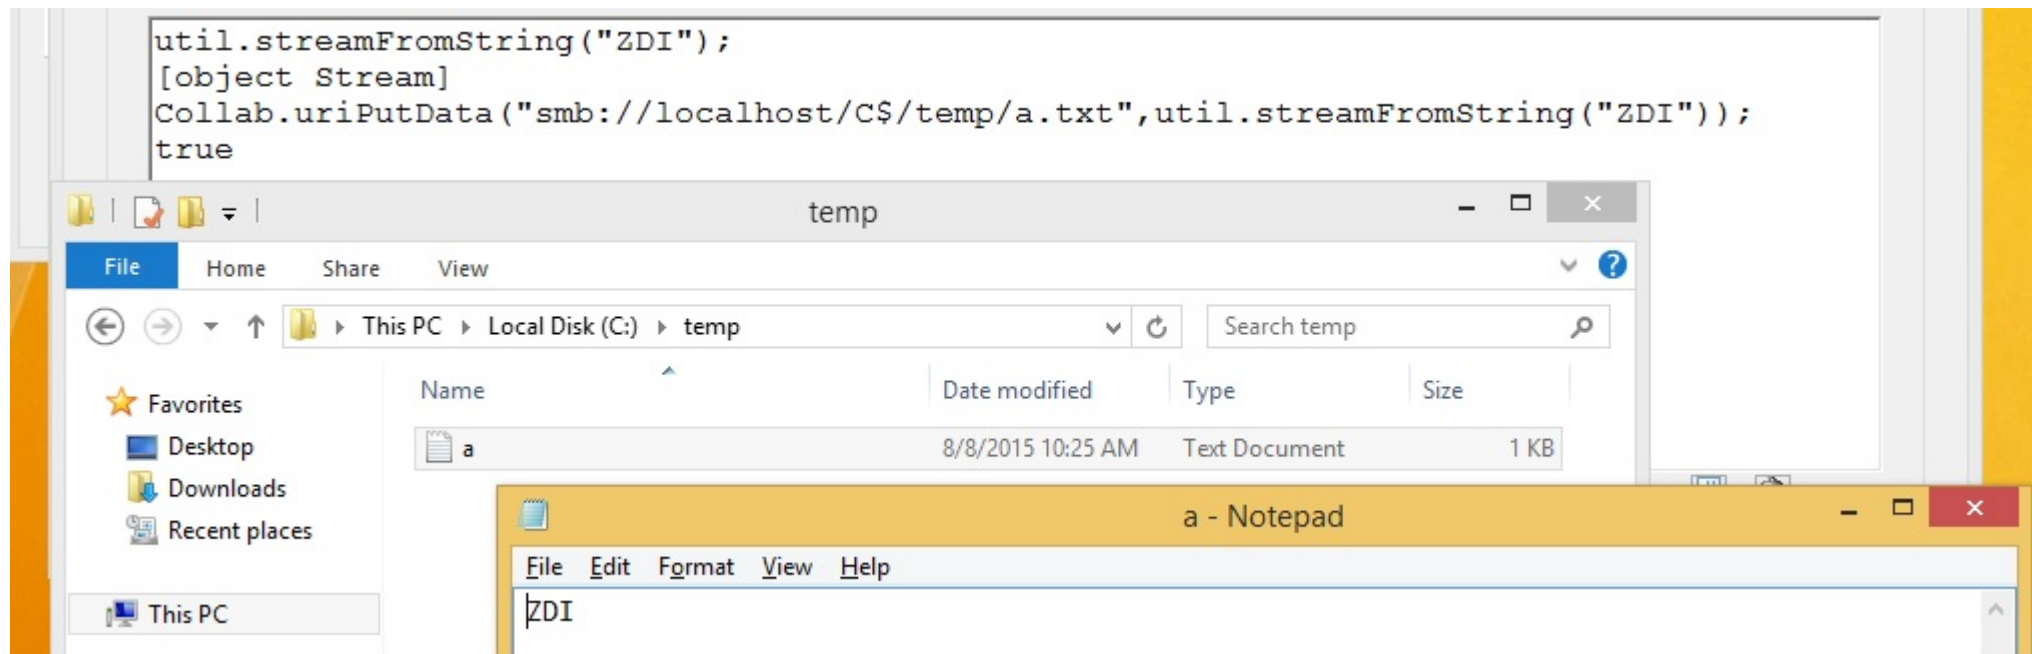 util.streamFromString("ZDI");
[object Stream]
Collab.uriPutData("smb://localhost/C$/temp/a.txt",util.streamFromString("ZDI"));
true
temp
File Home Share View
This PC Local Disk (C:) temp
Search temp
Name Date modified Type Size
Favorites
a 8/8/2015 10:25 AM Text Document 1 KB
Desktop
Downloads
Recent places
This PC
a - Notepad
File Edit Format View Help
ZDI